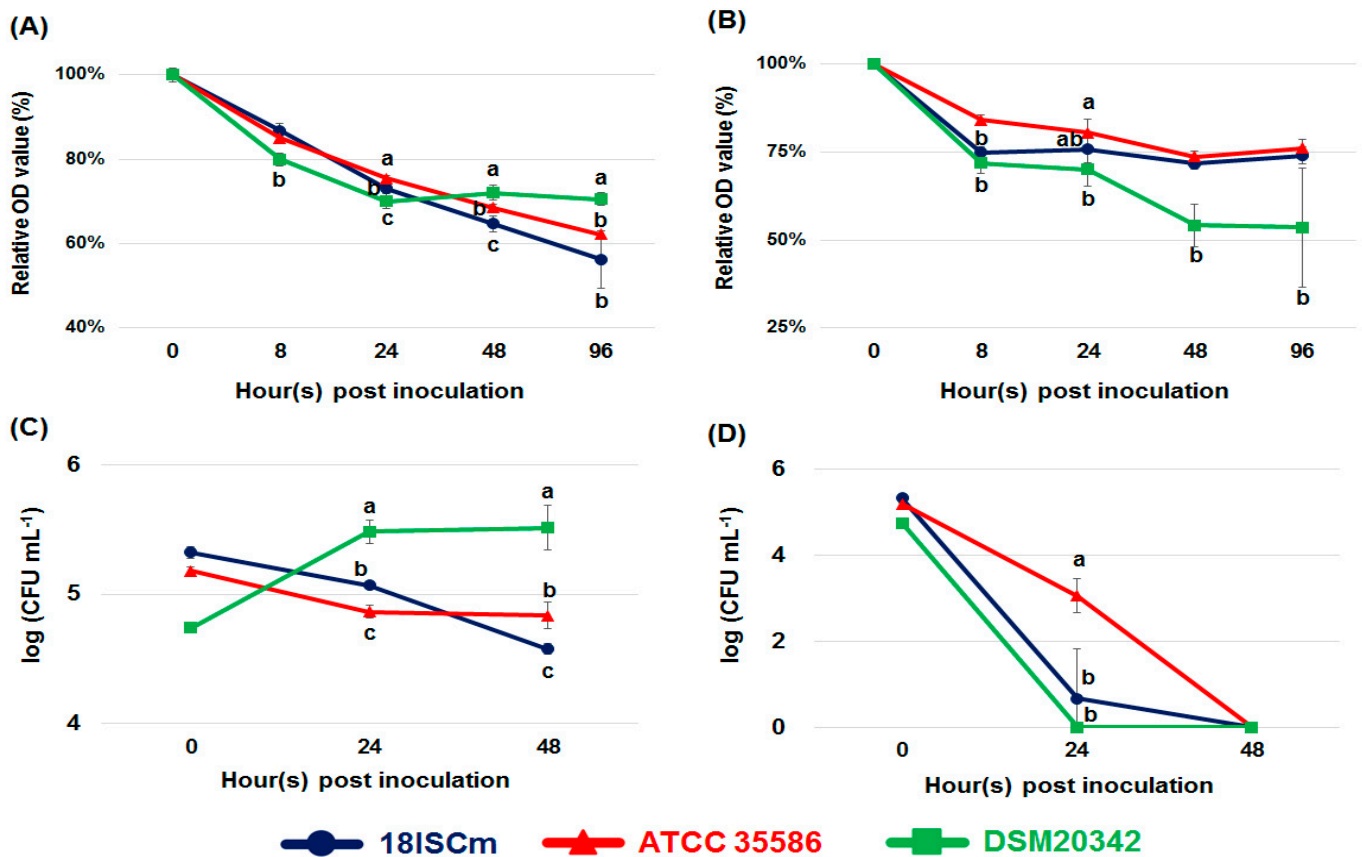 (A)
Relative OD value (%)
100%
80%
60%
40%
b
a
b
c
a
b
c
a
b
b
0 8 24 48 96
Hour(s) post inoculation
(B)
Relative OD value (%)
100%
75%
50%
25%
b
b
a
ab
b
b
b
0 8 24 48 96
Hour(s) post inoculation
(C)
log (CFU mL-1)
6
5
4
a
b
c
a
b
c
0 24 48
Hour(s) post inoculation
(D)
log (CFU mL-1)
6
4
2
0
a
b
b
0 24 48
Hour(s) post inoculation
18ISCm ATCC 35586 DSM20342